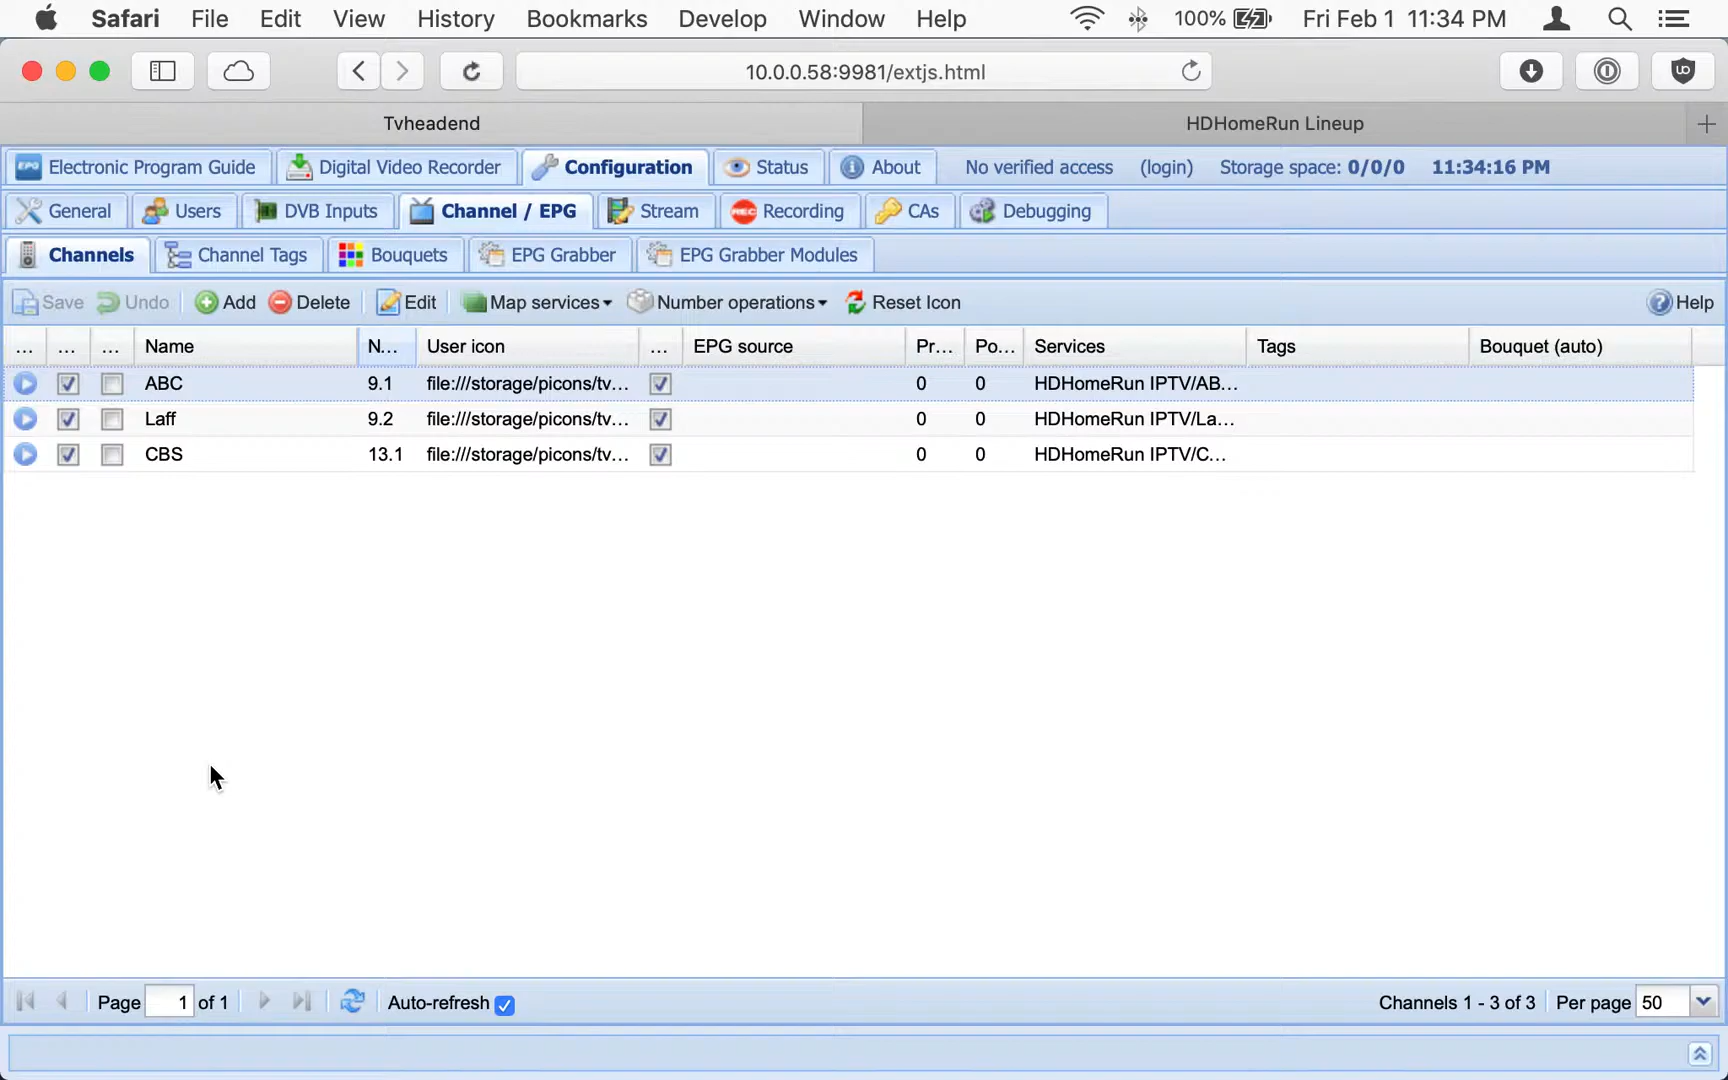 Safari File Edit View History Bookmarks Develop Window Help 100% Fri Feb 1 11:34 PM
10.0.0.58:9981/extjs.html
Tvheadend HDHomeRun Lineup
Electronic Program Guide Digital Video Recorder Configuration Status About No verified access (login) Storage space: 0/0/0 11:34:16 PM
General Users DVB Inputs Channel / EPG Stream REC Recording CAs Debugging
Channels Channel Tags Bouquets EPG Grabber EPG Grabber Modules
Save Undo Add Delete Edit Map services Number operations Reset Icon Help
... ... ... Name N... User icon ... EPG source Pr... Po... Services Tags Bouquet (auto)
ABC 9.1 file:///storage/picons/tv... 0 0 HDHomeRun IPTV/AB...
Laff 9.2 file:///storage/picons/tv... 0 0 HDHomeRun IPTV/La...
CBS 13.1 file:///storage/picons/tv... 0 0 HDHomeRun IPTV/C...
Page 1 of 1 Auto-refresh Channels 1 - 3 of 3 Per page 50